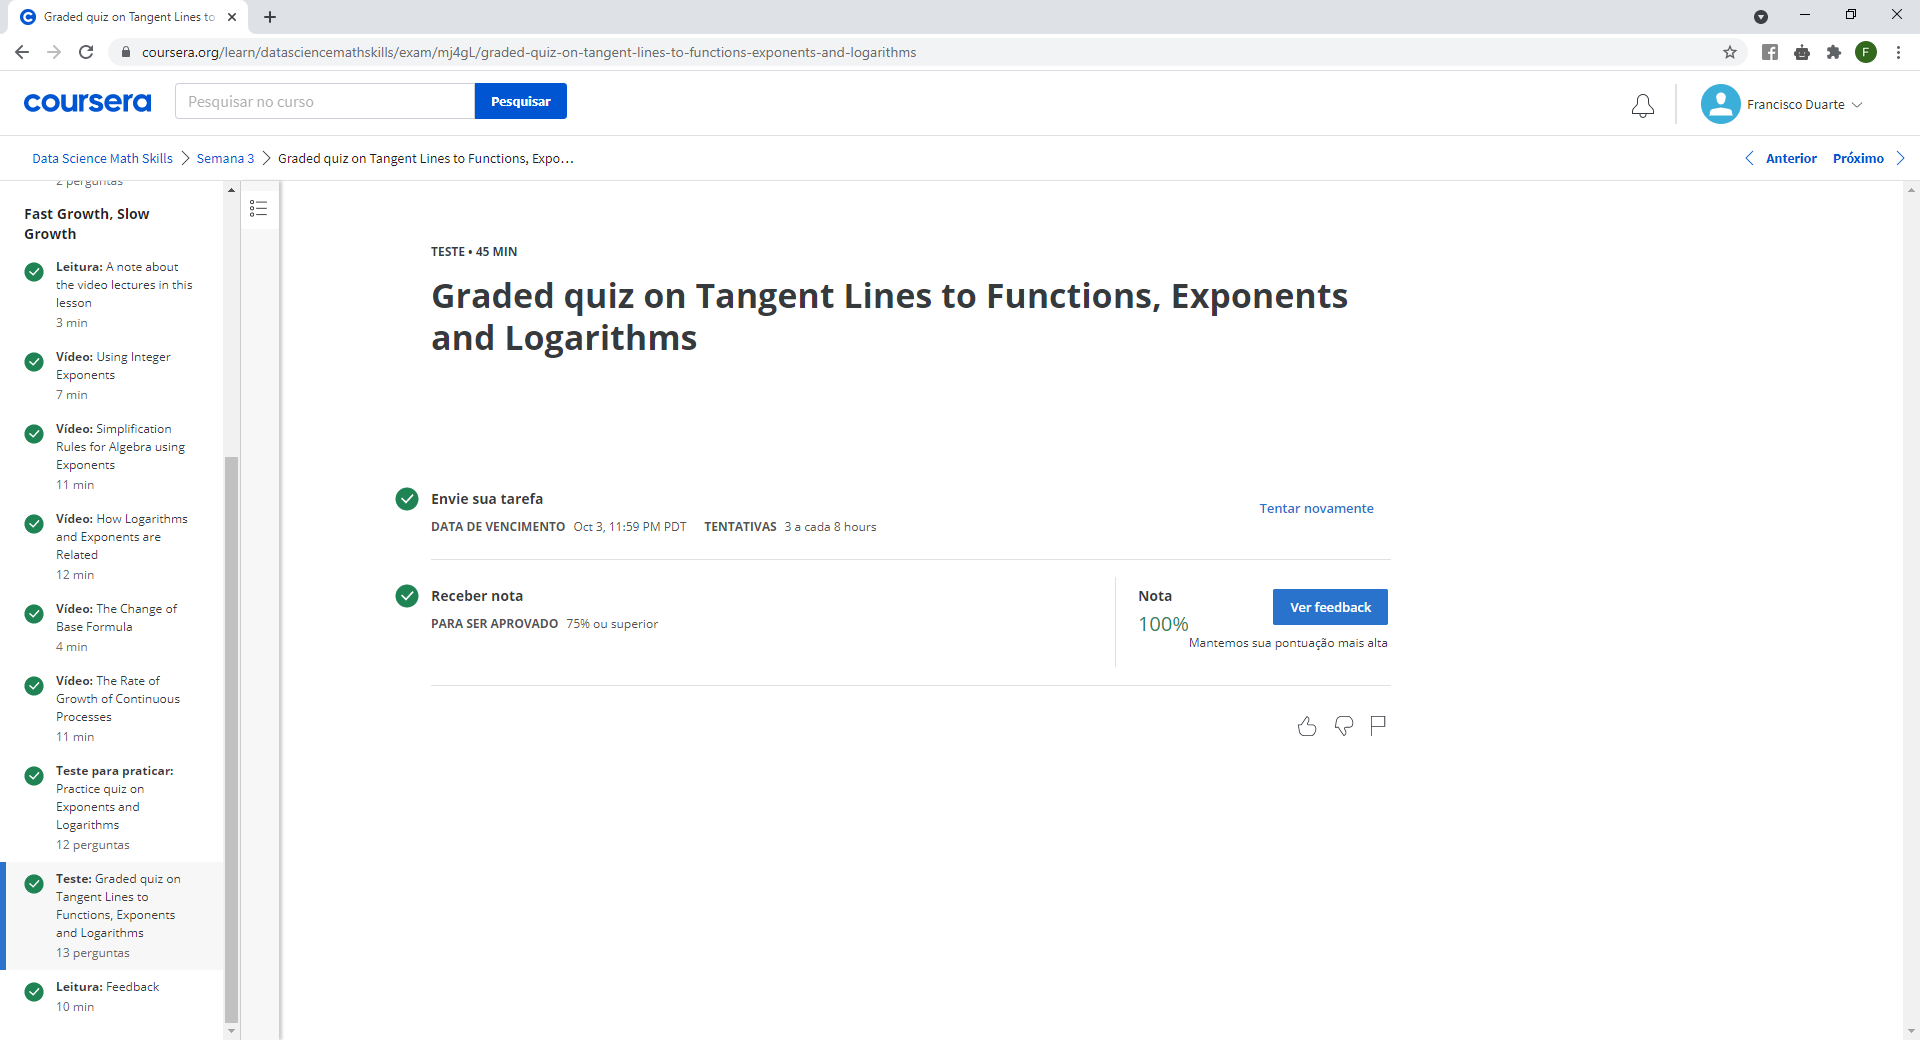 Graded quiz on Tangent Lines to
coursera.org/learn/datasciencemathskills/exam/mj4gL/graded-quiz-on-tangent-lines-to-functions-exponents-and-logarithms
F
coursera
Pesquisar no curso
Pesquisar
Francisco Duarte
Data Science Math Skills
Semana 3
Graded quiz on Tangent Lines to Functions, Expo…
Anterior
Próximo
2 perguntas
Fast Growth, Slow
Growth
Leitura: A note about
the video lectures in this
lesson
3 min
Vídeo: Using Integer
Exponents
7 min
Vídeo: Simplification
Rules for Algebra using
Exponents
11 min
Vídeo: How Logarithms
and Exponents are
Related
12 min
Vídeo: The Change of
Base Formula
4 min
Vídeo: The Rate of
Growth of Continuous
Processes
11 min
Teste para praticar:
Practice quiz on
Exponents and
Logarithms
12 perguntas
Teste: Graded quiz on
Tangent Lines to
Functions, Exponents
and Logarithms
13 perguntas
Leitura: Feedback
10 min
TESTE • 45 MIN
Graded quiz on Tangent Lines to Functions, Exponents
and Logarithms
Envie sua tarefa
DATA DE VENCIMENTO Oct 3, 11:59 PM PDT TENTATIVAS 3 a cada 8 hours
Tentar novamente
Receber nota
PARA SER APROVADO 75% ou superior
Nota
100%
Ver feedback
Mantemos sua pontuação mais alta